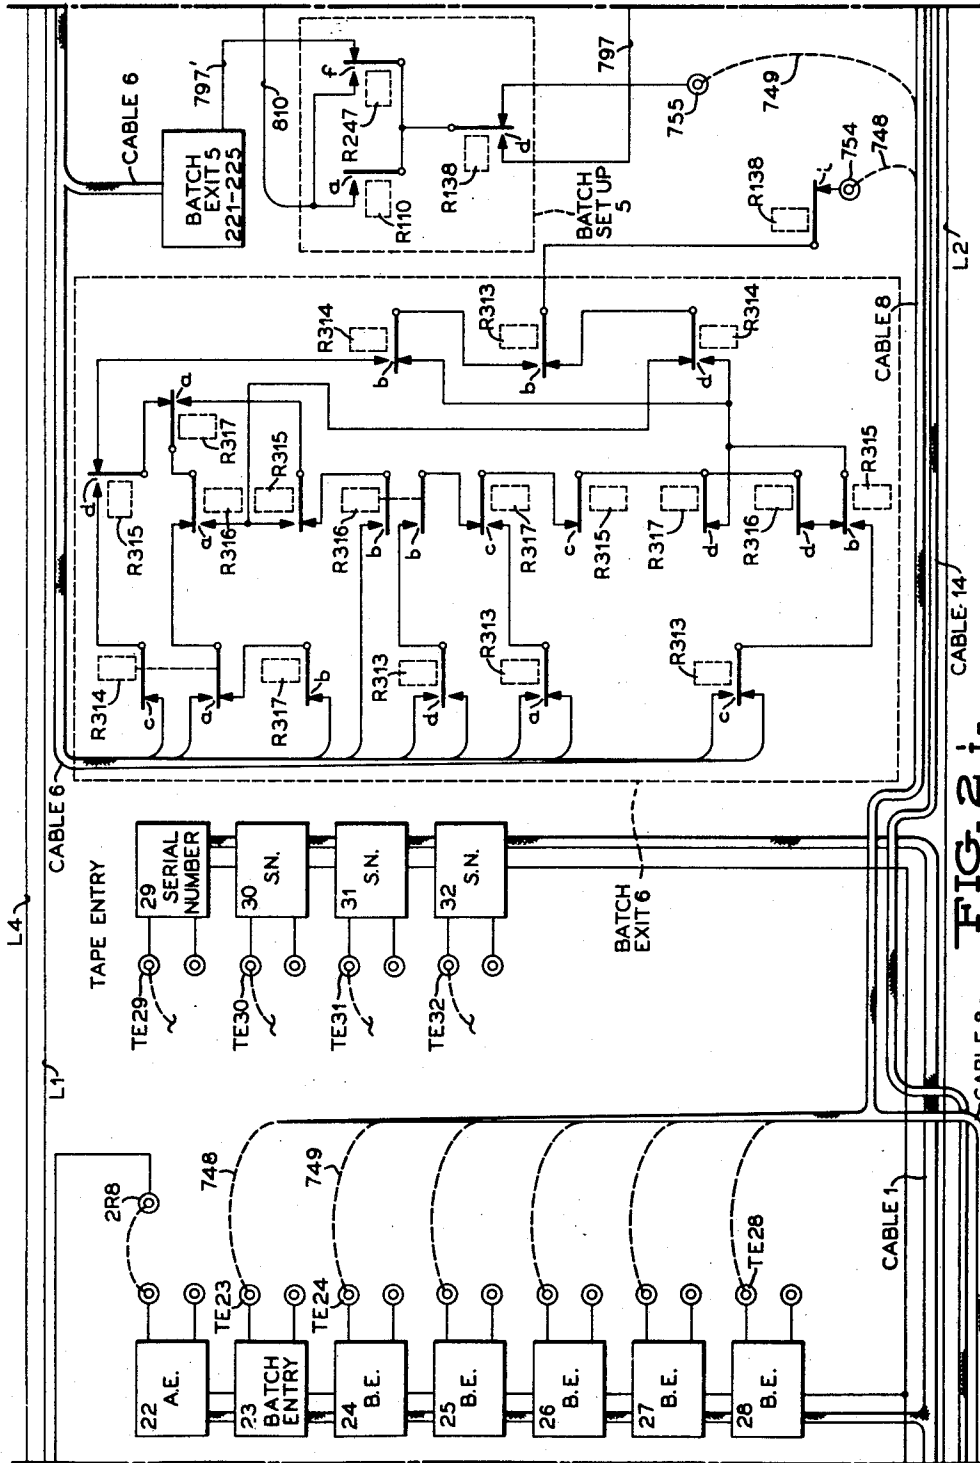 L4
L1
CABLE 6
2R8
22 A.E.
TE23
748
23 BATCH
ENTRY
TE24
749
24 B.E.
25 B.E.
26 B.E.
27 B.E.
TE28
28 B.E.
CABLE 1
TAPE ENTRY
TE29
29 SERIAL
NUMBER
TE30
30 S.N.
TE31
31 S.N.
TE32
32 S.N.
BATCH
EXIT 6
R314
c
a
R317
b
R313
d
R313
a
R313
c
R315
d
R317
a
a
R316
R315
R316
b
b
c
R317
c
R315
R317
d
R316
d
b
R315
R314
b
R313
b
R314
d
CABLE 6
BATCH
EXIT 5
221-225
797'
810
a
R110
f
R247
R138
d
BATCH
SET UP
5
797
R138
i
755
749
754
748
CABLE 8
L2
CABLE 14
FIG. 2i